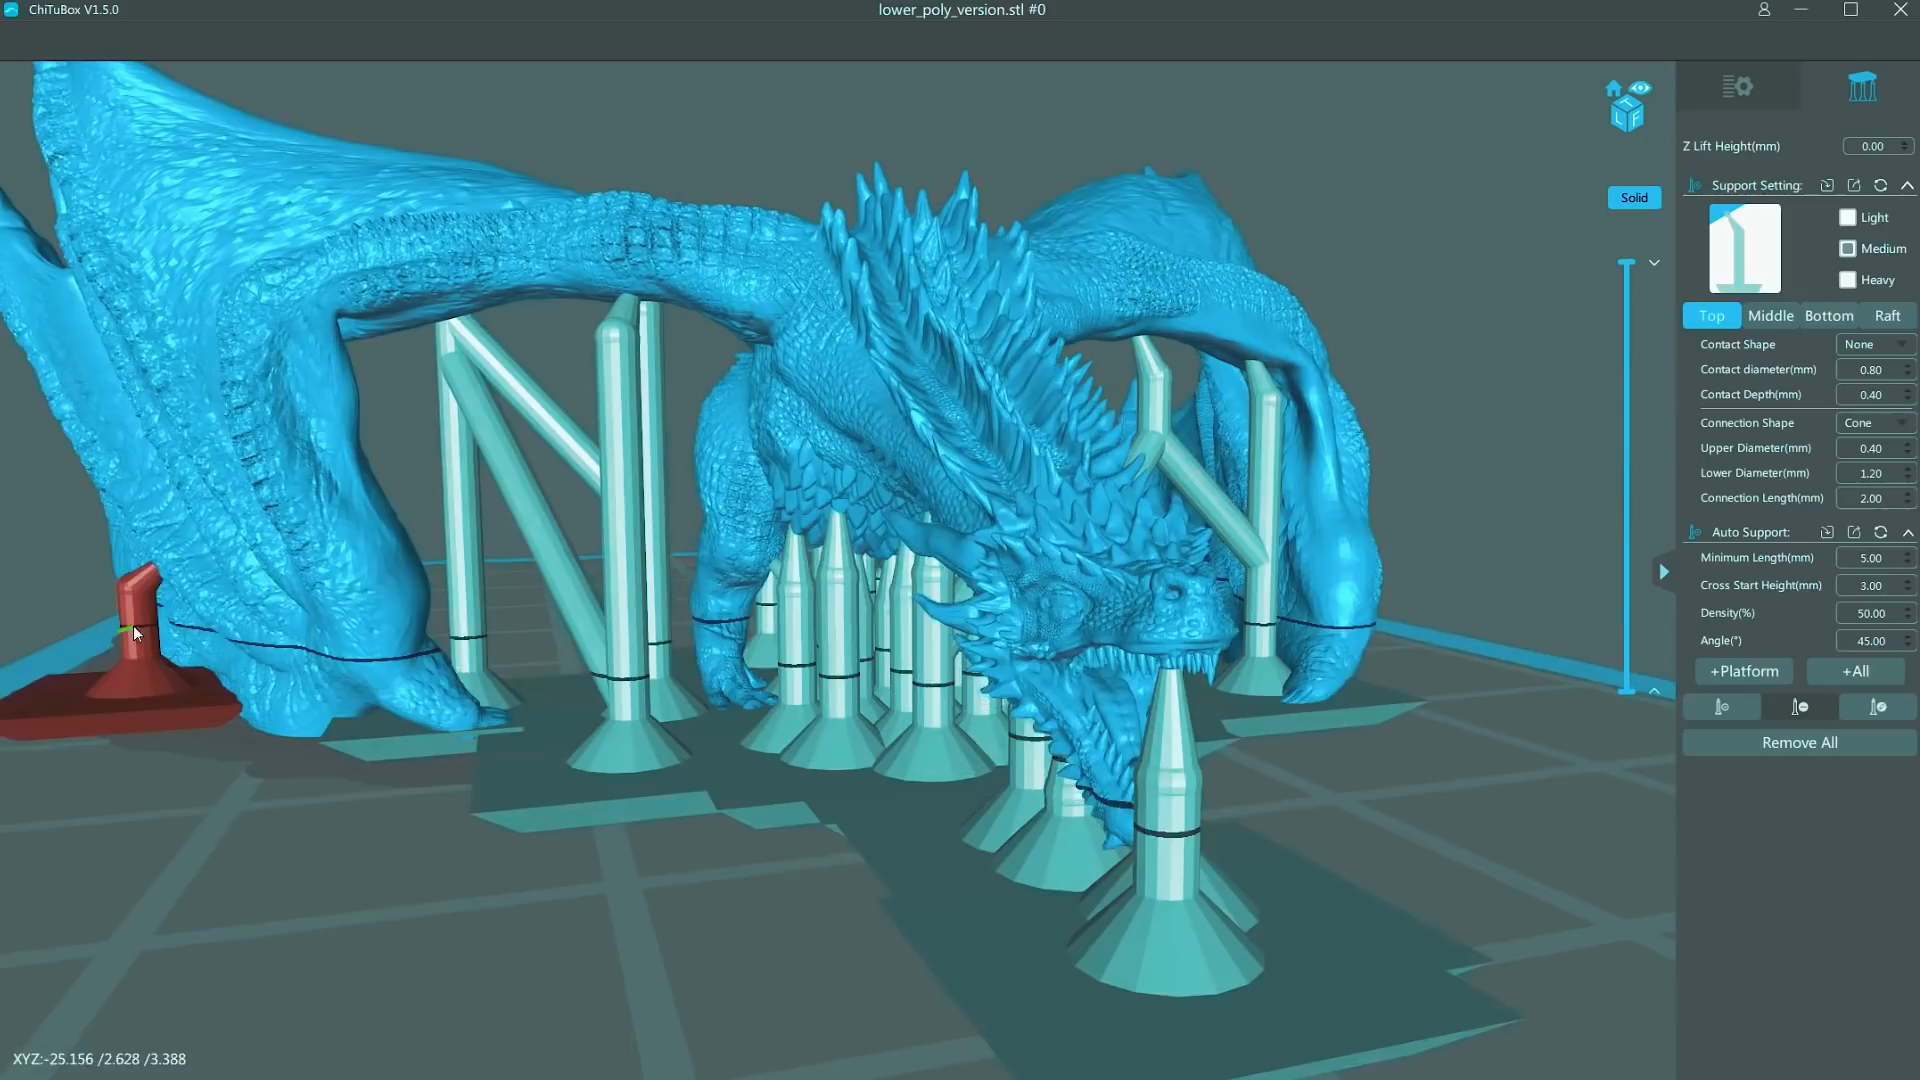 ChiTuBox V1.5.0
lower_poly_version.stl #0
T
L F
Solid
Z Lift Height(mm) 0.00
Support Setting:
Light
Medium
Heavy
Top Middle Bottom Raft
Contact Shape None
Contact diameter(mm) 0.80
Contact Depth(mm) 0.40
Connection Shape Cone
Upper Diameter(mm) 0.40
Lower Diameter(mm) 1.20
Connection Length(mm) 2.00
Auto Support:
Minimum Length(mm) 5.00
Cross Start Height(mm) 3.00
Density(%) 50.00
Angle(°) 45.00
+Platform +All
Remove All
XYZ:-25.156 /2.628 /3.388